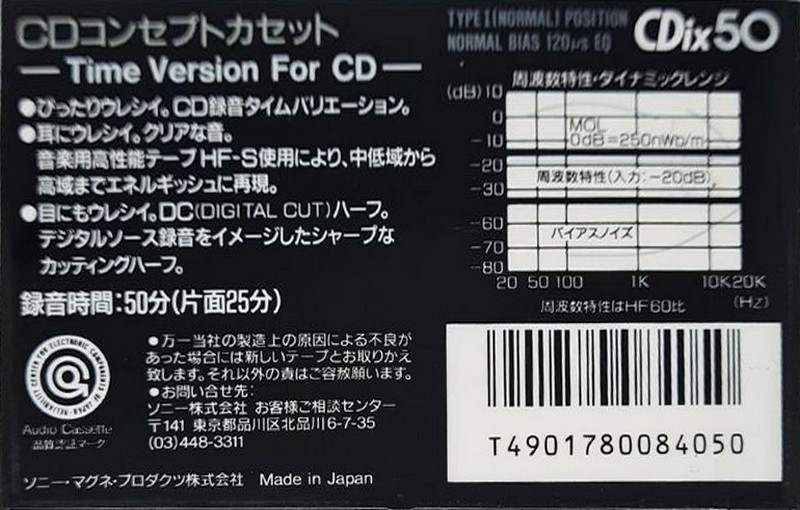 CDコンセプトカセット
— Time Version For CD —
●ぴったりウレシイ。CD録音タイムバリエーション。
●耳にウレシイ。クリアな音。
音楽用高性能テープHF-S使用により、中低域から
高域までエネルギッシュに再現。
●目にもウレシイ。DC(DIGITAL CUT)ハーフ。
デジタルソース録音をイメージしたシャープな
カッティングハーフ。
録音時間:50分(片面25分)
Audio Cassette
品質認証マーク
●万一当社の製造上の原因による不良が
あった場合には新しいテープとお取りかえ
致します。それ以外の責はご容赦願います。
●お問い合せ先:
ソニー株式会社 お客様ご相談センター
〒141 東京都品川区北品川6-7-35
(03)448-3311
ソニー・マグネ・プロダクツ株式会社 Made in Japan
TYPE I (NORMAL) POSITION
NORMAL BIAS 120μs EQ
CDix50
周波数特性・ダイナミックレンジ
(dB) 10
0
-10
-20
-30
-60
-70
-80
MOL
0dB=250nWb/m
周波数特性(入力:-20dB)
バイアスノイズ
20 50 100 1K 10K 20K
(Hz)
周波数特性はHF60比
T4901780084050